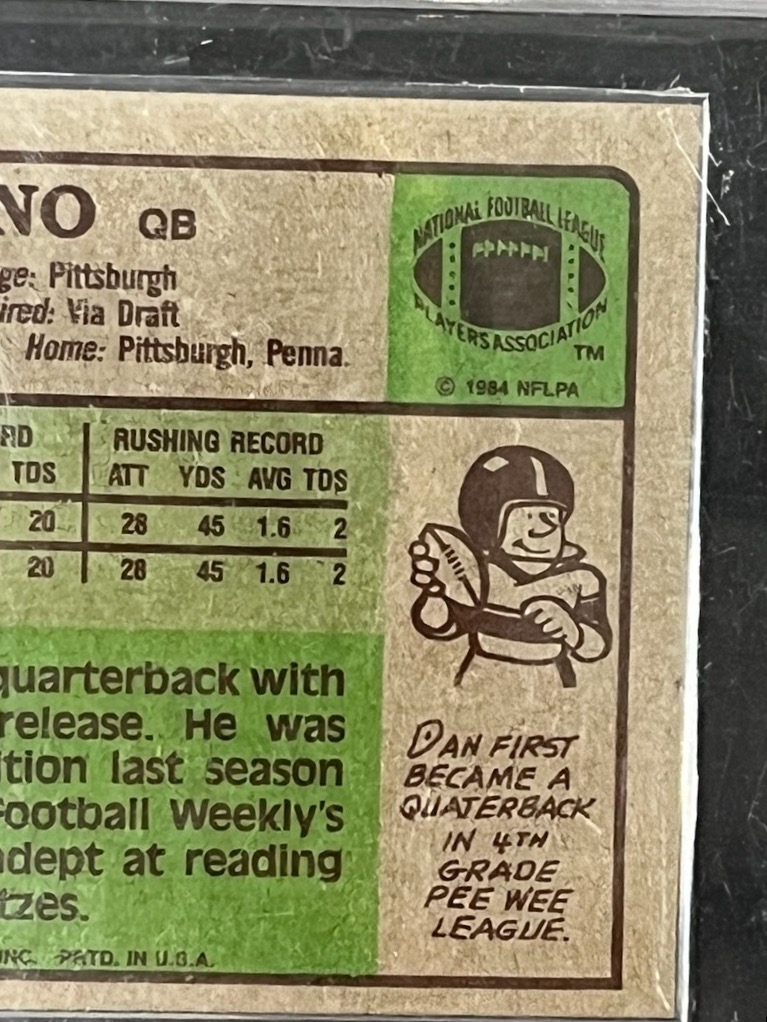 NO QB
ge: Pittsburgh
ired: Via Draft
Home: Pittsburgh, Penna.
NATIONAL FOOTBALL LEAGUE
PLAYERS ASSOCIATION
TM
© 1984 NFLPA
RD RUSHING RECORD
TDS ATT YDS AVG TDS
20 28 45 1.6 2
20 28 45 1.6 2
quarterback with
release. He was
ition last season
Football Weekly's
adept at reading
tzes.
INC. PRTD. IN U.S.A.
DAN FIRST
BECAME A
QUATERBACK
IN 4TH
GRADE
PEE WEE
LEAGUE.